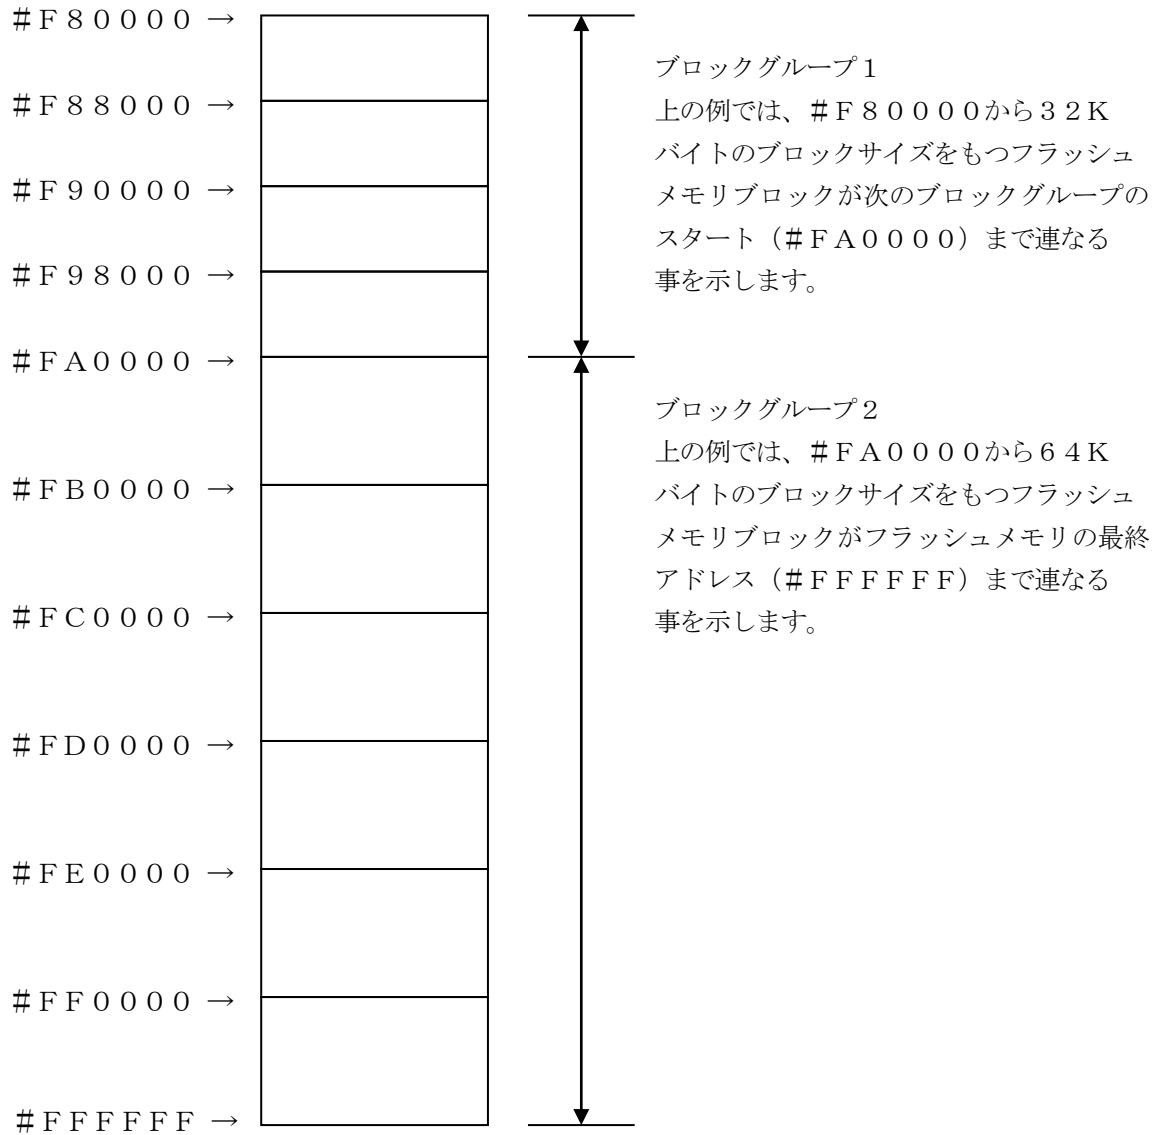 ＃Ｆ８００００ →
＃Ｆ８８０００ →
＃Ｆ９００００ →
＃Ｆ９８０００ →
＃ＦＡ００００ →
＃ＦＢ００００ →
＃ＦＣ００００ →
＃ＦＤ００００ →
＃ＦＥ００００ →
＃ＦＦ００００ →
＃ＦＦＦＦＦＦ →
ブロックグループ１
上の例では、＃Ｆ８００００から３２Ｋ
バイトのブロックサイズをもつフラッシュ
メモリブロックが次のブロックグループの
スタート（＃ＦＡ００００）まで連なる
事を示します。
ブロックグループ２
上の例では、＃ＦＡ００００から６４Ｋ
バイトのブロックサイズをもつフラッシュ
メモリブロックがフラッシュメモリの最終
アドレス（＃ＦＦＦＦＦＦ）まで連なる
事を示します。